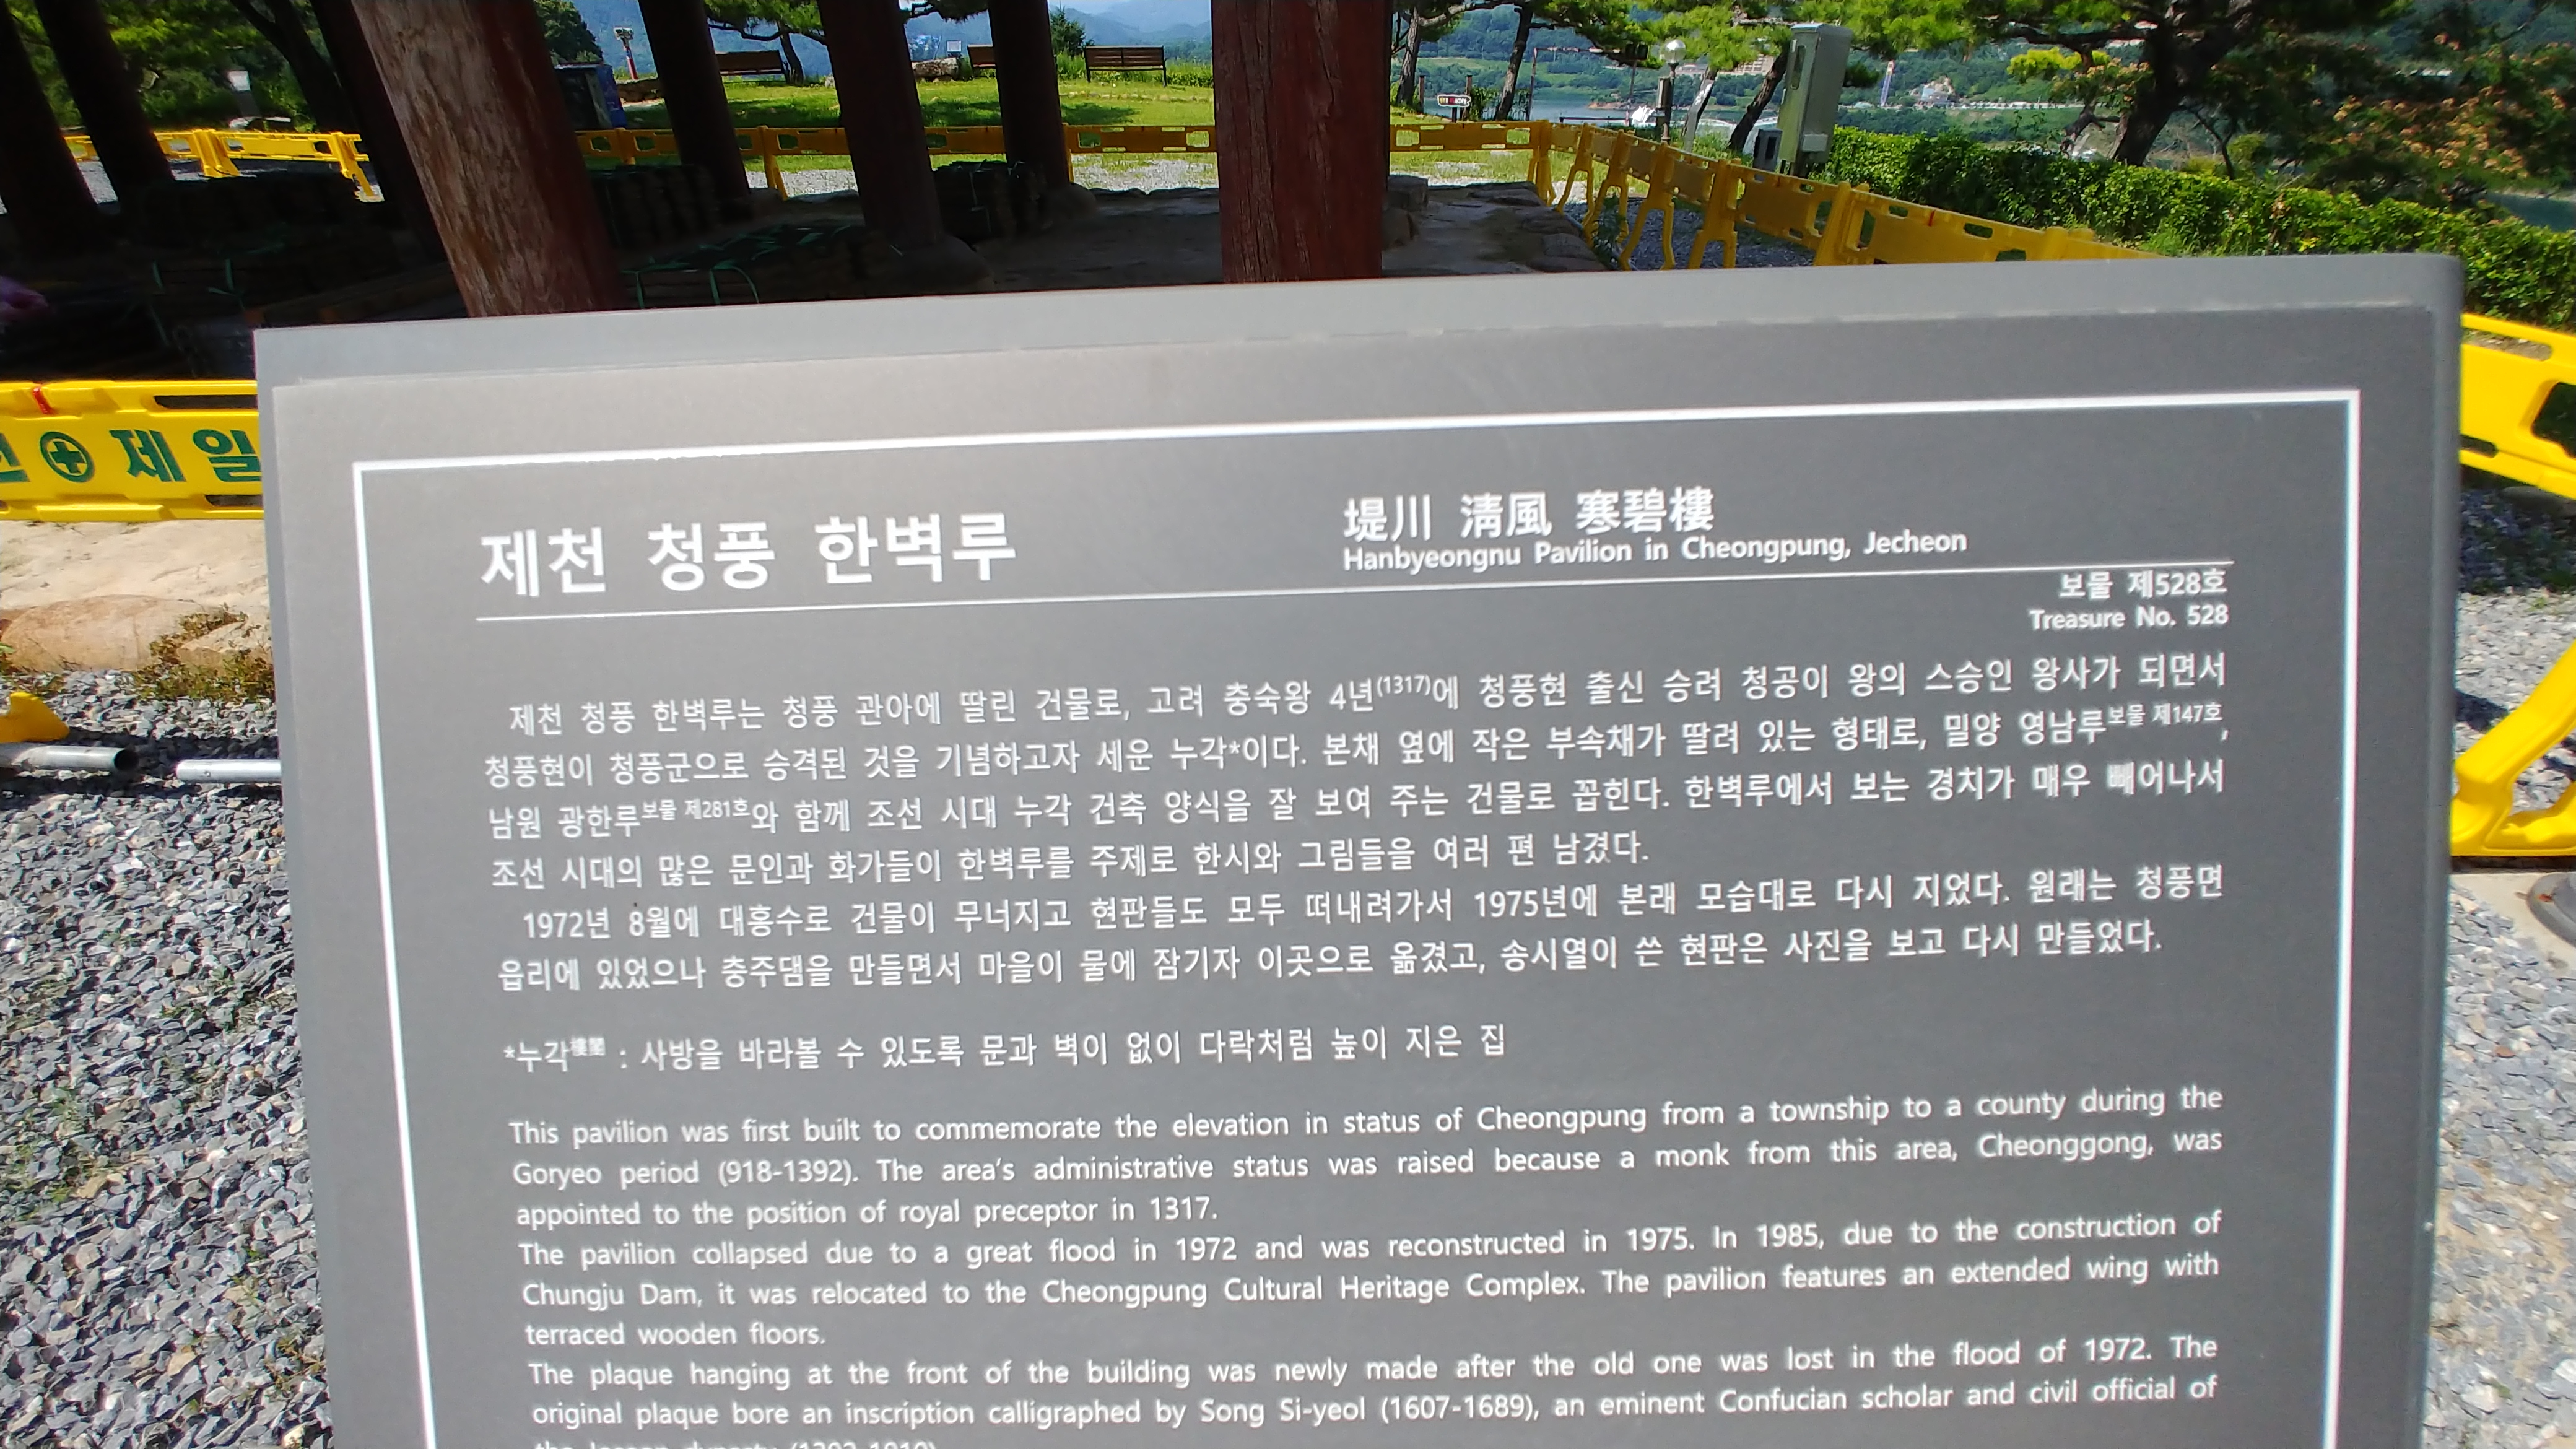 제일
제천 청풍 한벽루
堤川 淸風 寒碧樓
Hanbyeongnu Pavilion in Cheongpung, Jecheon
보물 제528호
Treasure No. 528
제천 청풍 한벽루는 청풍 관아에 딸린 건물로, 고려 충숙왕 4년(1317)에 청풍현 출신 승려 청공이 왕의 스승인 왕사가 되면서
청풍현이 청풍군으로 승격된 것을 기념하고자 세운 누각*이다. 본채 옆에 작은 부속채가 딸려 있는 형태로, 밀양 영남루보물 제147호,
남원 광한루보물 제281호와 함께 조선 시대 누각 건축 양식을 잘 보여 주는 건물로 꼽힌다. 한벽루에서 보는 경치가 매우 빼어나서
조선 시대의 많은 문인과 화가들이 한벽루를 주제로 한시와 그림들을 여러 편 남겼다.
1972년 8월에 대홍수로 건물이 무너지고 현판들도 모두 떠내려가서 1975년에 본래 모습대로 다시 지었다. 원래는 청풍면
읍리에 있었으나 충주댐을 만들면서 마을이 물에 잠기자 이곳으로 옮겼고, 송시열이 쓴 현판은 사진을 보고 다시 만들었다.
*누각樓閣 : 사방을 바라볼 수 있도록 문과 벽이 없이 다락처럼 높이 지은 집
This pavilion was first built to commemorate the elevation in status of Cheongpung from a township to a county during the
Goryeo period (918-1392). The area's administrative status was raised because a monk from this area, Cheonggong, was
appointed to the position of royal preceptor in 1317.
The pavilion collapsed due to a great flood in 1972 and was reconstructed in 1975. In 1985, due to the construction of
Chungju Dam, it was relocated to the Cheongpung Cultural Heritage Complex. The pavilion features an extended wing with
terraced wooden floors.
The plaque hanging at the front of the building was newly made after the old one was lost in the flood of 1972. The
original plaque bore an inscription calligraphed by Song Si-yeol (1607-1689), an eminent Confucian scholar and civil official of